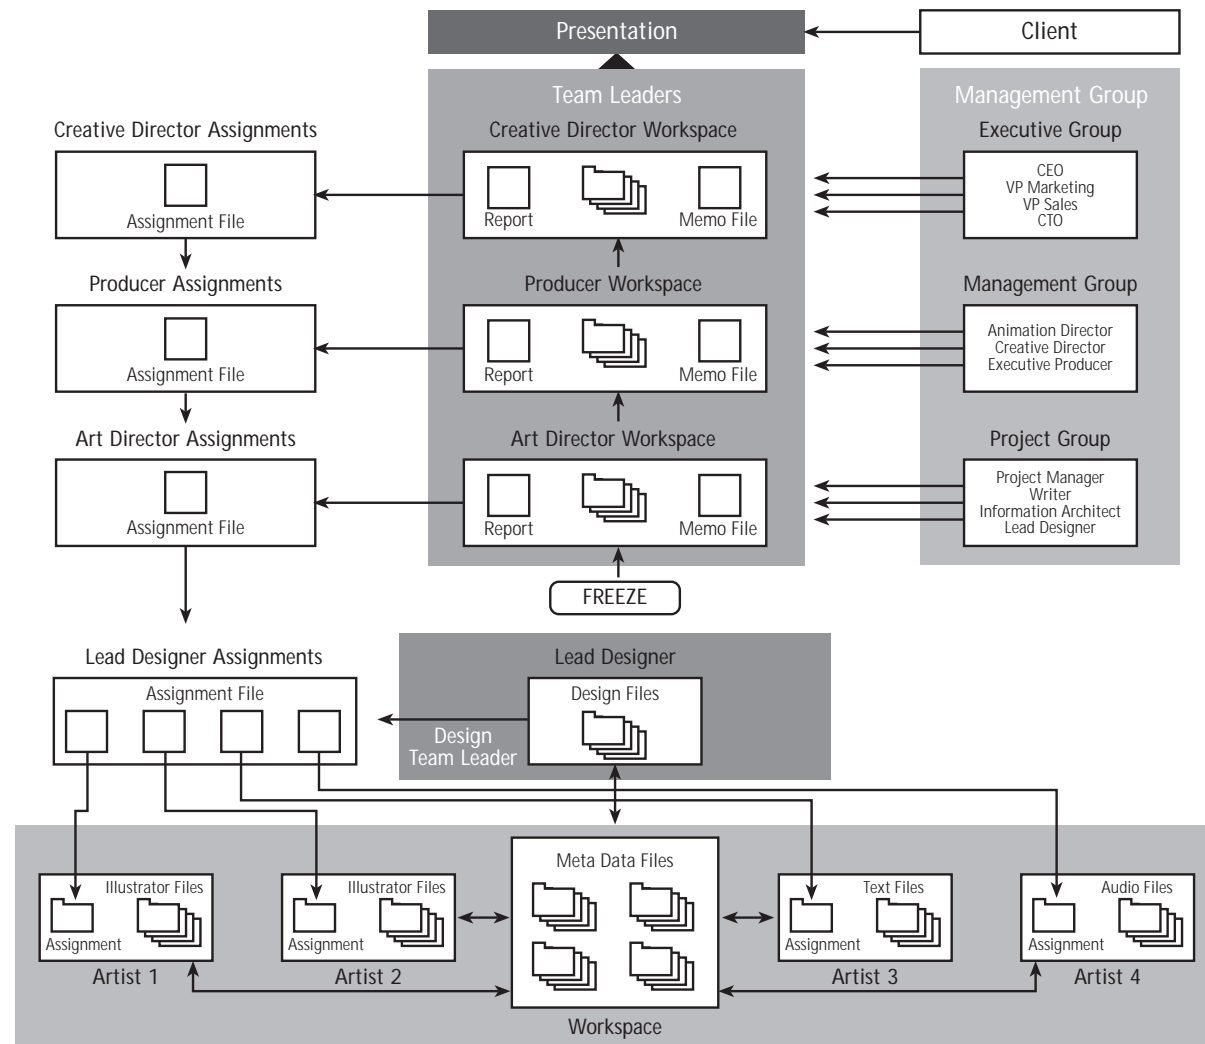 Presentation
Client
Team Leaders
Management Group
Creative Director Assignments
Creative Director Workspace
Executive Group
Assignment File
Report
Memo File
CEO
VP Marketing
VP Sales
CTO
Producer Assignments
Producer Workspace
Management Group
Assignment File
Report
Memo File
Animation Director
Creative Director
Executive Producer
Art Director Assignments
Art Director Workspace
Project Group
Assignment File
Report
Memo File
Project Manager
Writer
Information Architect
Lead Designer
FREEZE
Lead Designer Assignments
Lead Designer
Assignment File
Design Files
Design
Team Leader
Meta Data Files
Illustrator Files
Assignment
Artist 1
Illustrator Files
Assignment
Artist 2
Text Files
Assignment
Artist 3
Audio Files
Assignment
Artist 4
Workspace